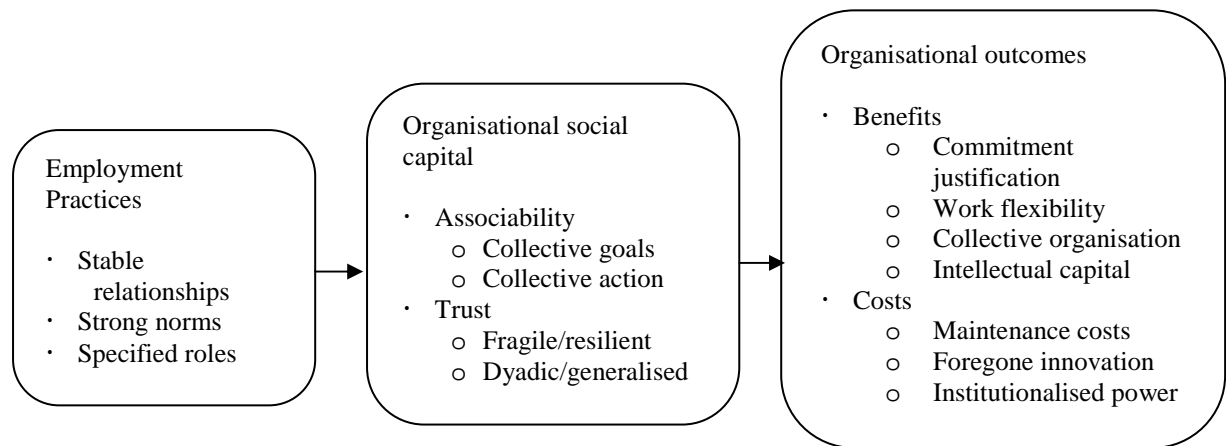 Employment
Practices
· Stable
relationships
· Strong norms
· Specified roles
Organisational social
capital
· Associability
o Collective goals
o Collective action
· Trust
o Fragile/resilient
o Dyadic/generalised
Organisational outcomes
· Benefits
o Commitment
justification
o Work flexibility
o Collective organisation
o Intellectual capital
· Costs
o Maintenance costs
o Foregone innovation
o Institutionalised power